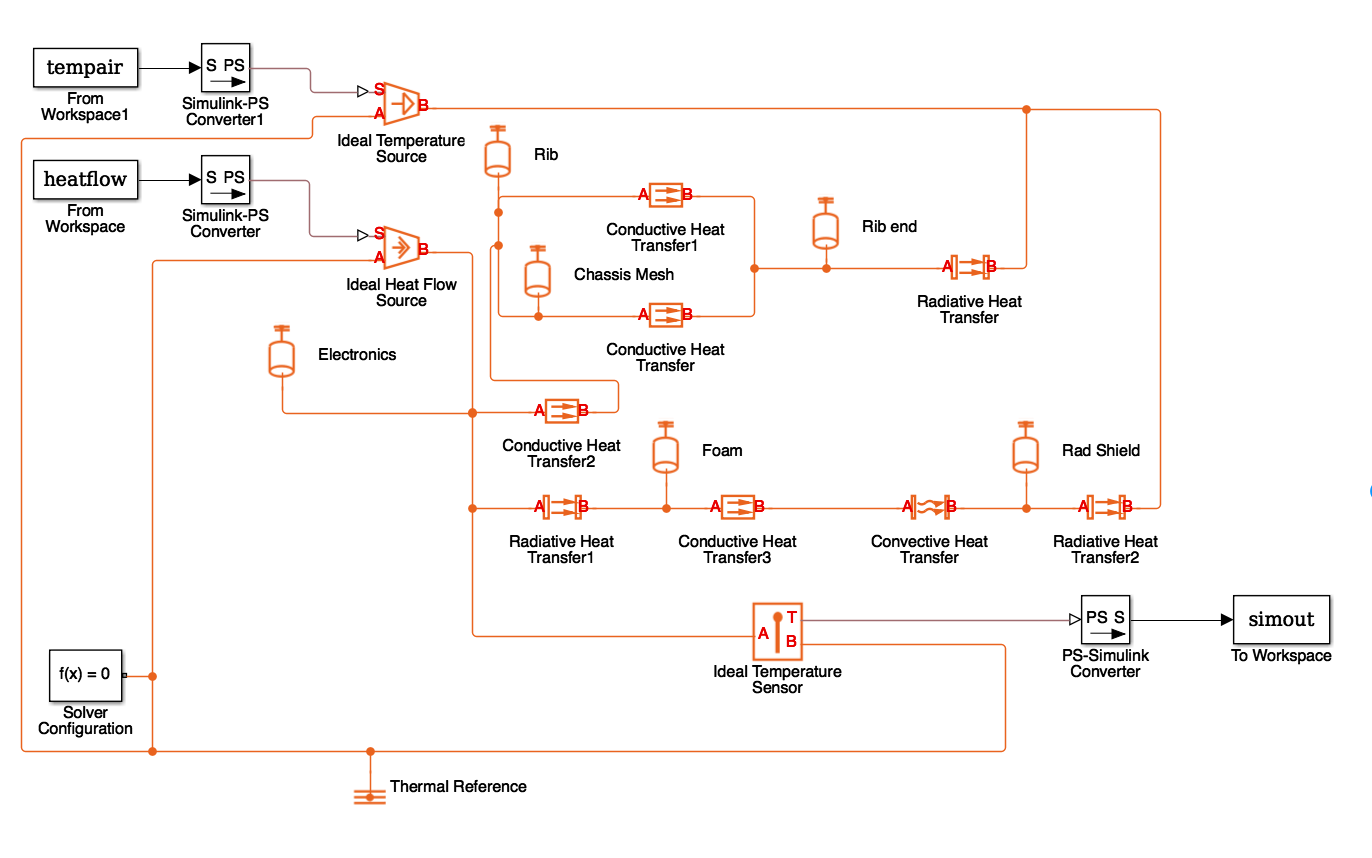 tempair
From
Workspace1
S PS
Simulink-PS
Converter1
S
A
B
Ideal Temperature
Source
heatflow
From
Workspace
S PS
Simulink-PS
Converter
S
A
B
Ideal Heat Flow
Source
Rib
A
B
Conductive Heat
Transfer1
Rib end
Chassis Mesh
A
B
Conductive Heat
Transfer
A
B
Radiative Heat
Transfer
Electronics
A
B
Conductive Heat
Transfer2
Foam
Rad Shield
A
B
Radiative Heat
Transfer1
A
B
Conductive Heat
Transfer3
A
B
Convective Heat
Transfer
A
B
Radiative Heat
Transfer2
A
T
B
Ideal Temperature
Sensor
PS S
PS-Simulink
Converter
simout
To Workspace
f(x) = 0
Solver
Configuration
Thermal Reference